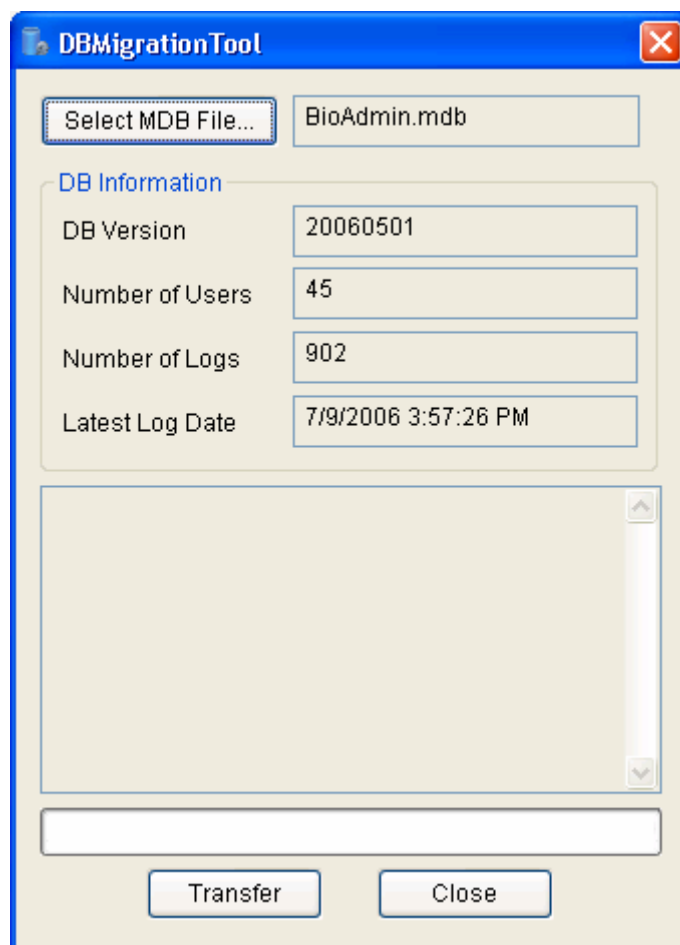 DBMigrationTool
Select MDB File... BioAdmin.mdb
DB Information
DB Version 20060501
Number of Users 45
Number of Logs 902
Latest Log Date 7/9/2006 3:57:26 PM
Transfer Close